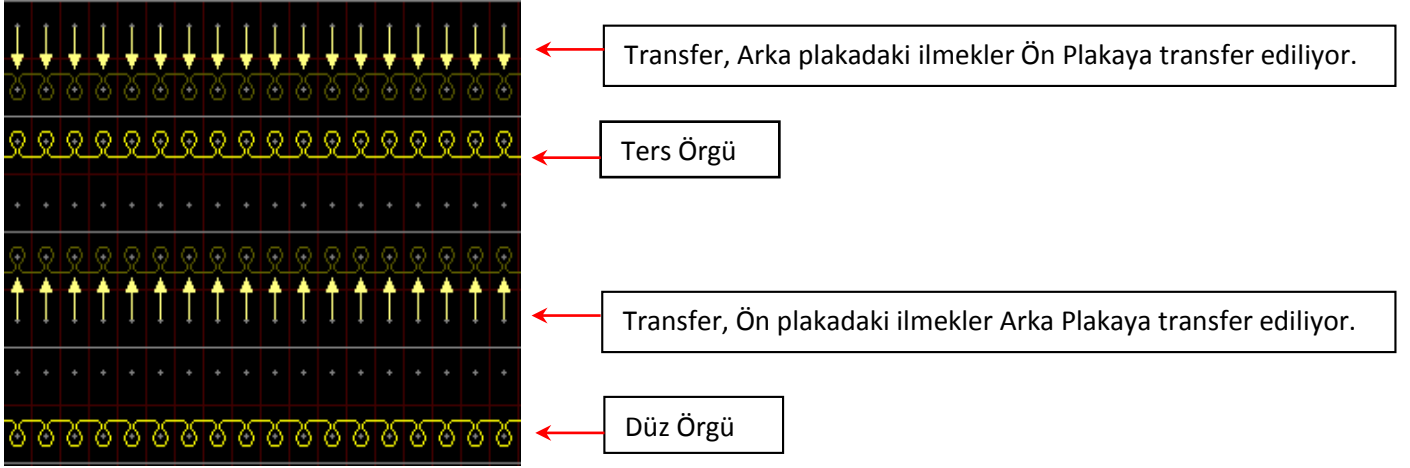 Transfer, Arka plakadaki ilmekler Ön Plakaya transfer ediliyor.
Ters Örgü
Transfer, Ön plakadaki ilmekler Arka Plakaya transfer ediliyor.
Düz Örgü